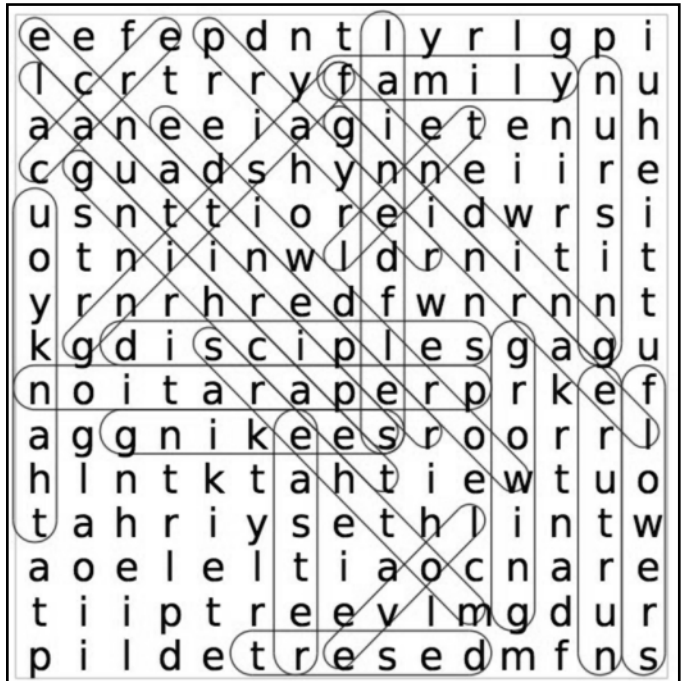 e e f e p d n t l y r l g p i
l c r t r r y f a m i l y n u
a a n e e i a g i e t e n u h
c g u a d s h y n n e i i r e
u s n t t i o r e i d w r s i
o t n i i n w l d r n i t i t
y r n r h r e d f w n r n n t
k g d i s c i p l e s g a g u
n o i t a r a p e r p r k e f
a g g n i k e e s r o o r r l
h l n t k t a h t i e w t u o
t a h r i y s e t h l i n t w
a o e l e l t i a o c n a r e
t i i p t r e e v l m g d u r
p i l d e t r e s e d m f n s